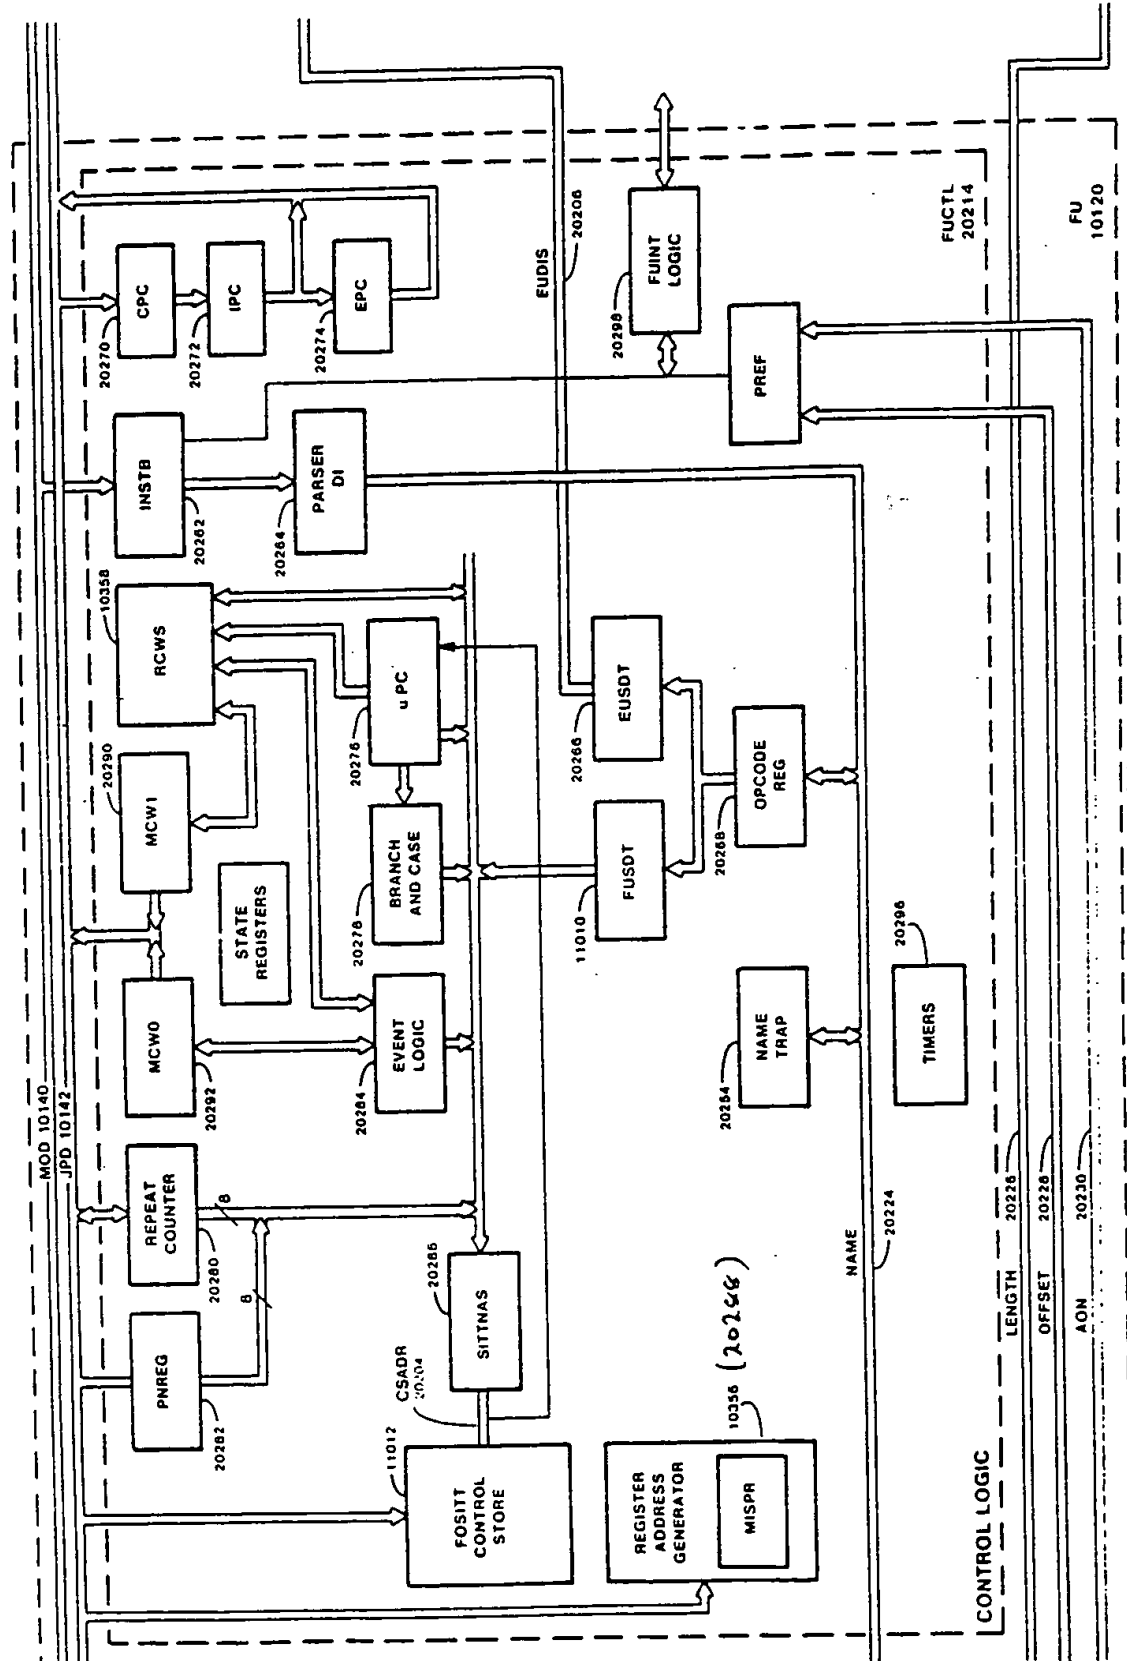 MOD 10140
JPD 10142
PNREG
20282
REPEAT
COUNTER
20280
8
8
MCW0
20292
MCW1
20290
STATE
REGISTERS
RCWS
10358
INSTB
20262
CPC
20270
IPC
20272
EPC
20274
PARSER
DI
20264
u PC
20276
BRANCH
AND CASE
20278
EVENT
LOGIC
20284
FOSITT
CONTROL
STORE
11012
CSADR
20204
SITTNAS
20286
EUDIS
20206
FUSDT
11010
EUSDT
20266
FUINT
LOGIC
20298
REGISTER
ADDRESS
GENERATOR
MISPR
10356 (20288)
NAME
TRAP
20254
OPCODE
REG
20268
PREF
NAME
20224
TIMERS
20296
CONTROL LOGIC
FUCTL
20214
LENGTH
20226
OFFSET
20228
AON
20230
FU
10120